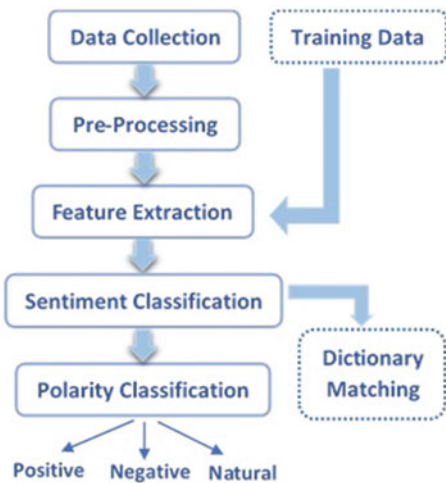 Data Collection
Training Data
Pre-Processing
Feature Extraction
Sentiment Classification
Dictionary
Matching
Polarity Classification
Positive Negative Natural